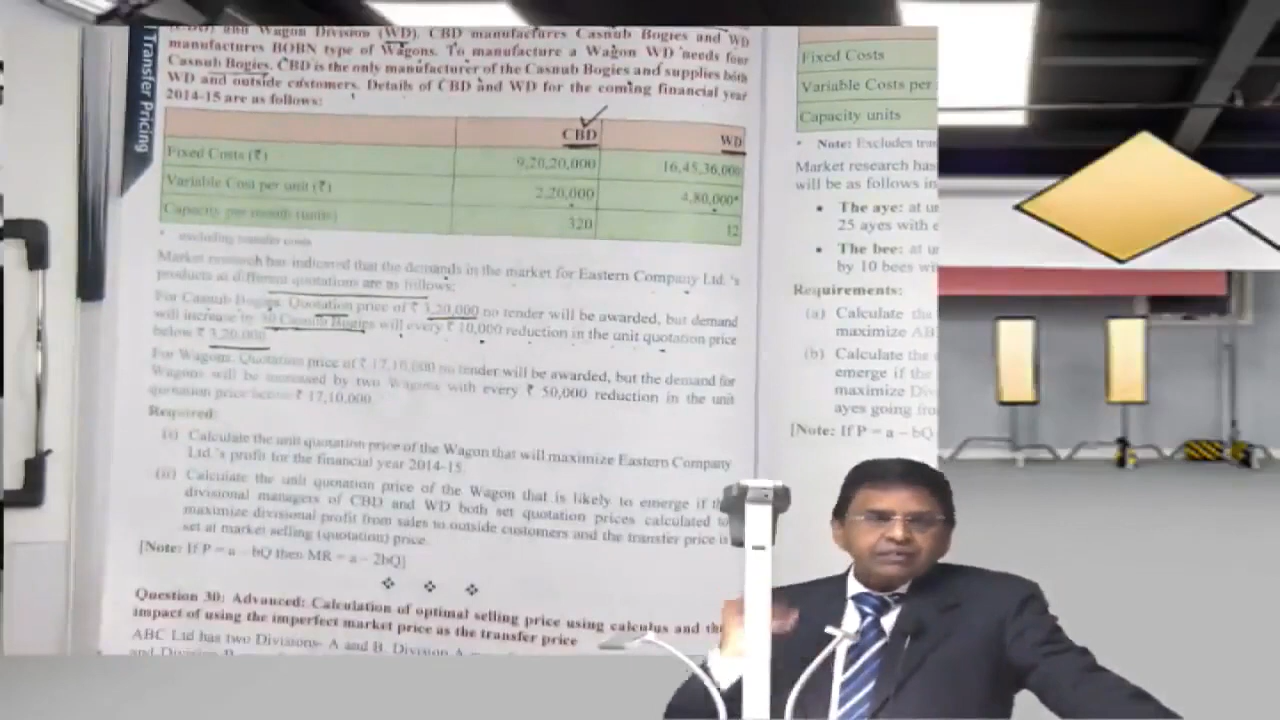 Transfer Pricing
and Wagon Division (WD). CBD manufactures Casnub Bogies and WD
manufactures BOBN type of Wagons. To manufacture a Wagon WD needs four
Casnub Bogies. CBD is the only manufacturer of the Casnub Bogies and supplies both
WD and outside customers. Details of CBD and WD for the coming financial year
2014-15 are as follows:
CBD WD
Fixed Costs (₹) 9,20,20,000 16,45,36,000
Variable Cost per unit (₹) 2,20,000 4,80,000*
Capacity per month (units) 320 12
* excluding transfer costs
Market research has indicated that the demands in the market for Eastern Company Ltd.'s
products at different quotations are as follows:
For Casnub Bogies: Quotation price of ₹ 3,20,000 no tender will be awarded, but demand
will increase by 30 Casnub Bogies will every ₹ 10,000 reduction in the unit quotation price
below ₹ 3,20,000.
For Wagons: Quotation price of ₹ 17,10,000 no tender will be awarded, but the demand for
Wagons will be increased by two Wagons with every ₹ 50,000 reduction in the unit
quotation price below ₹ 17,10,000.
Required:
(i) Calculate the unit quotation price of the Wagon that will maximize Eastern Company
Ltd.'s profit for the financial year 2014-15.
(ii) Calculate the unit quotation price of the Wagon that is likely to emerge if the
divisional managers of CBD and WD both set quotation prices calculated to
maximize divisional profit from sales to outside customers and the transfer price is
set at market selling (quotation) price.
[Note: If P = a – bQ then MR = a – 2bQ]
Question 30: Advanced: Calculation of optimal selling price using calculus and the
impact of using the imperfect market price as the transfer price
ABC Ltd has two Divisions- A and B. Division A
and Division B
Fixed Costs
Variable Costs per
Capacity units
* Note: Excludes
Market research has
will be as follows in
• The aye: at
25 ayes with
• The bee: at
by 10 bees
Requirements:
(a) Calculate the
maximize
(b) Calculate the
emerge if the
maximize
ayes going
[Note: If P = a – bQ